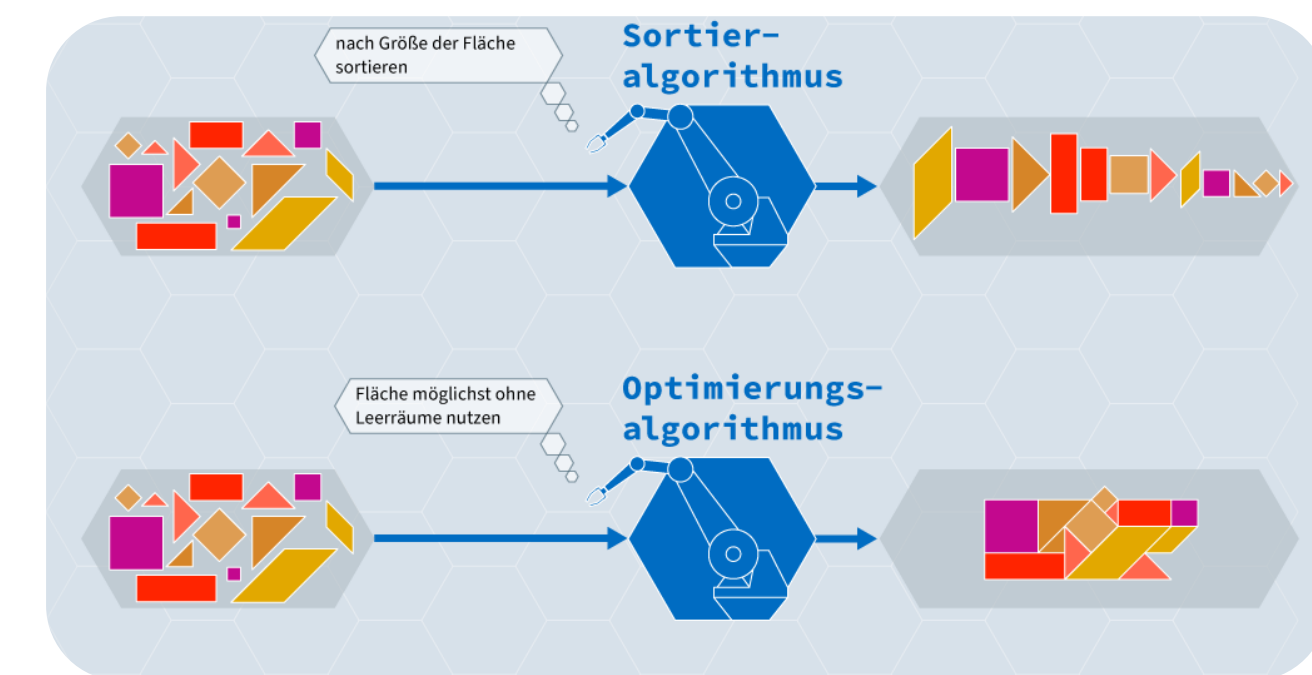 nach Größe der Fläche
sortieren
Sortier-
algorithmus
Fläche möglichst ohne
Leerräume nutzen
Optimierungs-
algorithmus